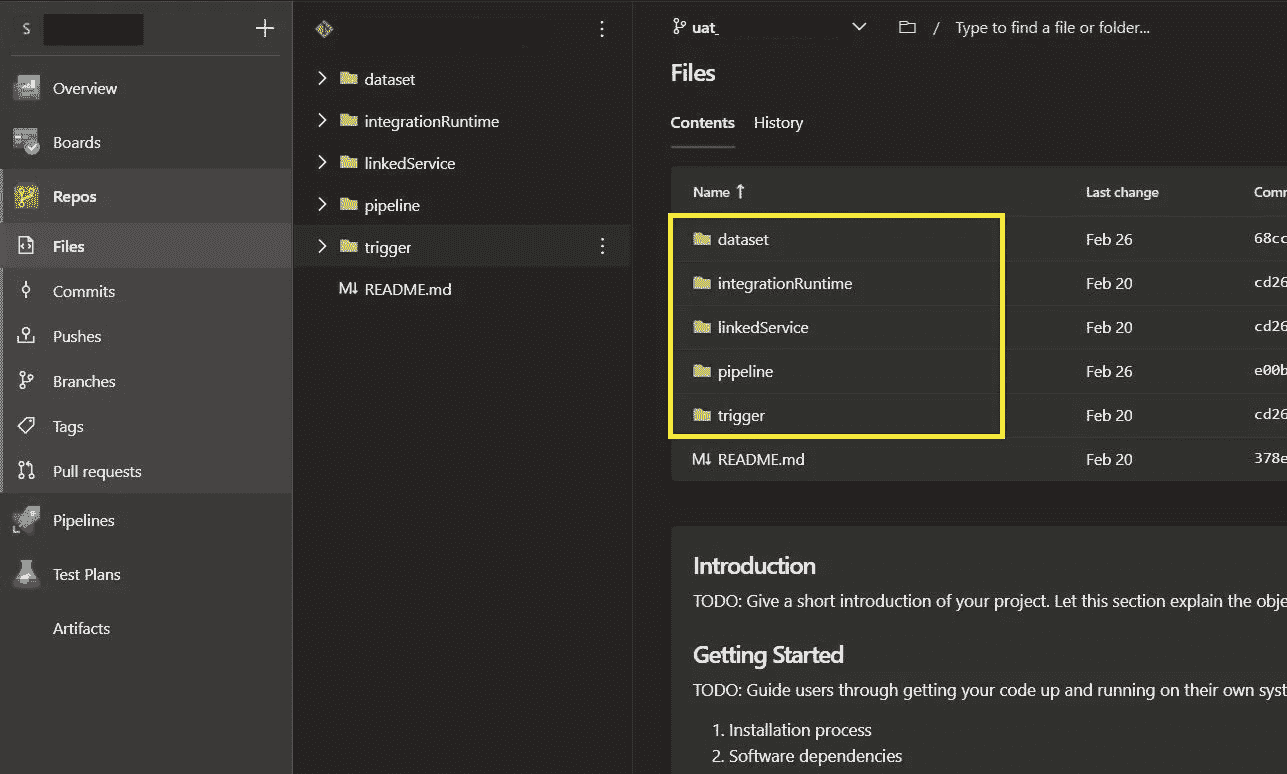 S
Overview
Boards
Repos
Files
Commits
Pushes
Branches
Tags
Pull requests
Pipelines
Test Plans
Artifacts
dataset
integrationRuntime
linkedService
pipeline
trigger
README.md
uat_
/ Type to find a file or folder...
Files
Contents History
Name ↑ Last change Comm
dataset Feb 26 68cc
integrationRuntime Feb 20 cd26
linkedService Feb 20 cd26
pipeline Feb 26 e00b
trigger Feb 20 cd26
README.md Feb 20 378e
Introduction
TODO: Give a short introduction of your project. Let this section explain the obje
Getting Started
TODO: Guide users through getting your code up and running on their own syst
1. Installation process
2. Software dependencies